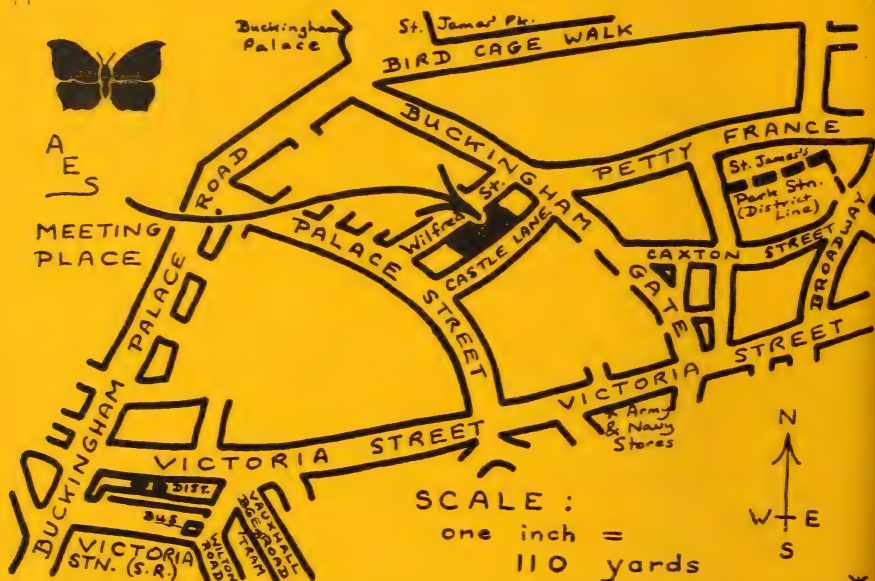 Buckingham
Palace
St. James' Pk.
BIRD CAGE WALK
BUCKINGHAM GATE
PETTY FRANCE
St. James's
Park Stn.
(District
Line)
A
E
S
MEETING
PLACE
BUCKINGHAM PALACE ROAD
PALACE STREET
Wilfred St.
CASTLE LANE
CAXTON STREET
BROADWAY
VICTORIA STREET
VICTORIA STREET
x Army
& Navy
Stores
DIST.
BUS
VICTORIA
STN. (S.R.)
WILTON
ROAD
TRAM
VAUXHALL
BGE. ROAD
SCALE :
one inch =
110 yards
N
W E
S